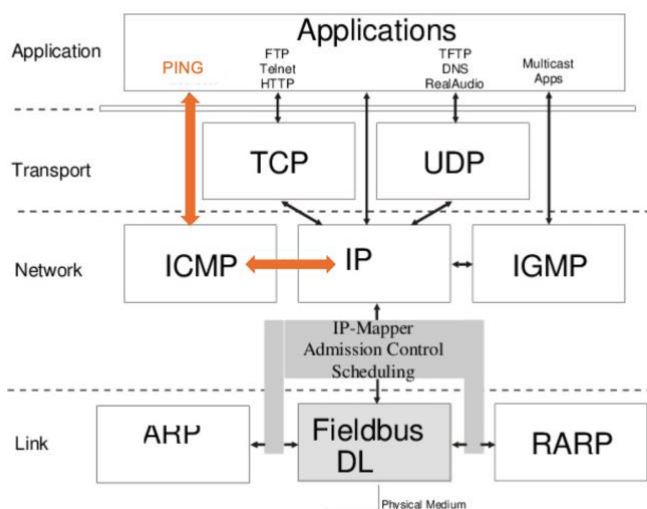 Applications
Application
PING
FTP
Telnet
HTTP
TFTP
DNS
RealAudio
Multicast
Apps
Transport
TCP
UDP
Network
ICMP
IP
IGMP
IP-Mapper
Admission Control
Scheduling
Link
ARP
Fieldbus
DL
RARP
Physical Medium